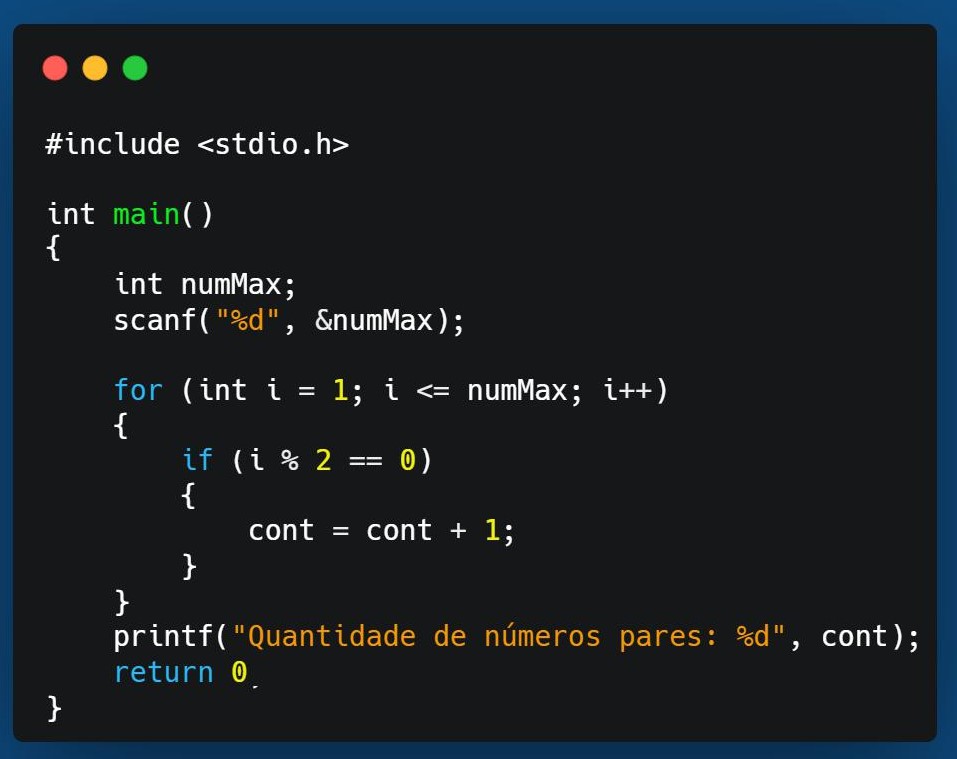 #include <stdio.h>

int main()
{
    int numMax;
    scanf("%d", &numMax);

    for (int i = 1; i <= numMax; i++)
    {
        if (i % 2 == 0)
        {
            cont = cont + 1;
        }
    }
    printf("Quantidade de números pares: %d", cont);
    return 0
}